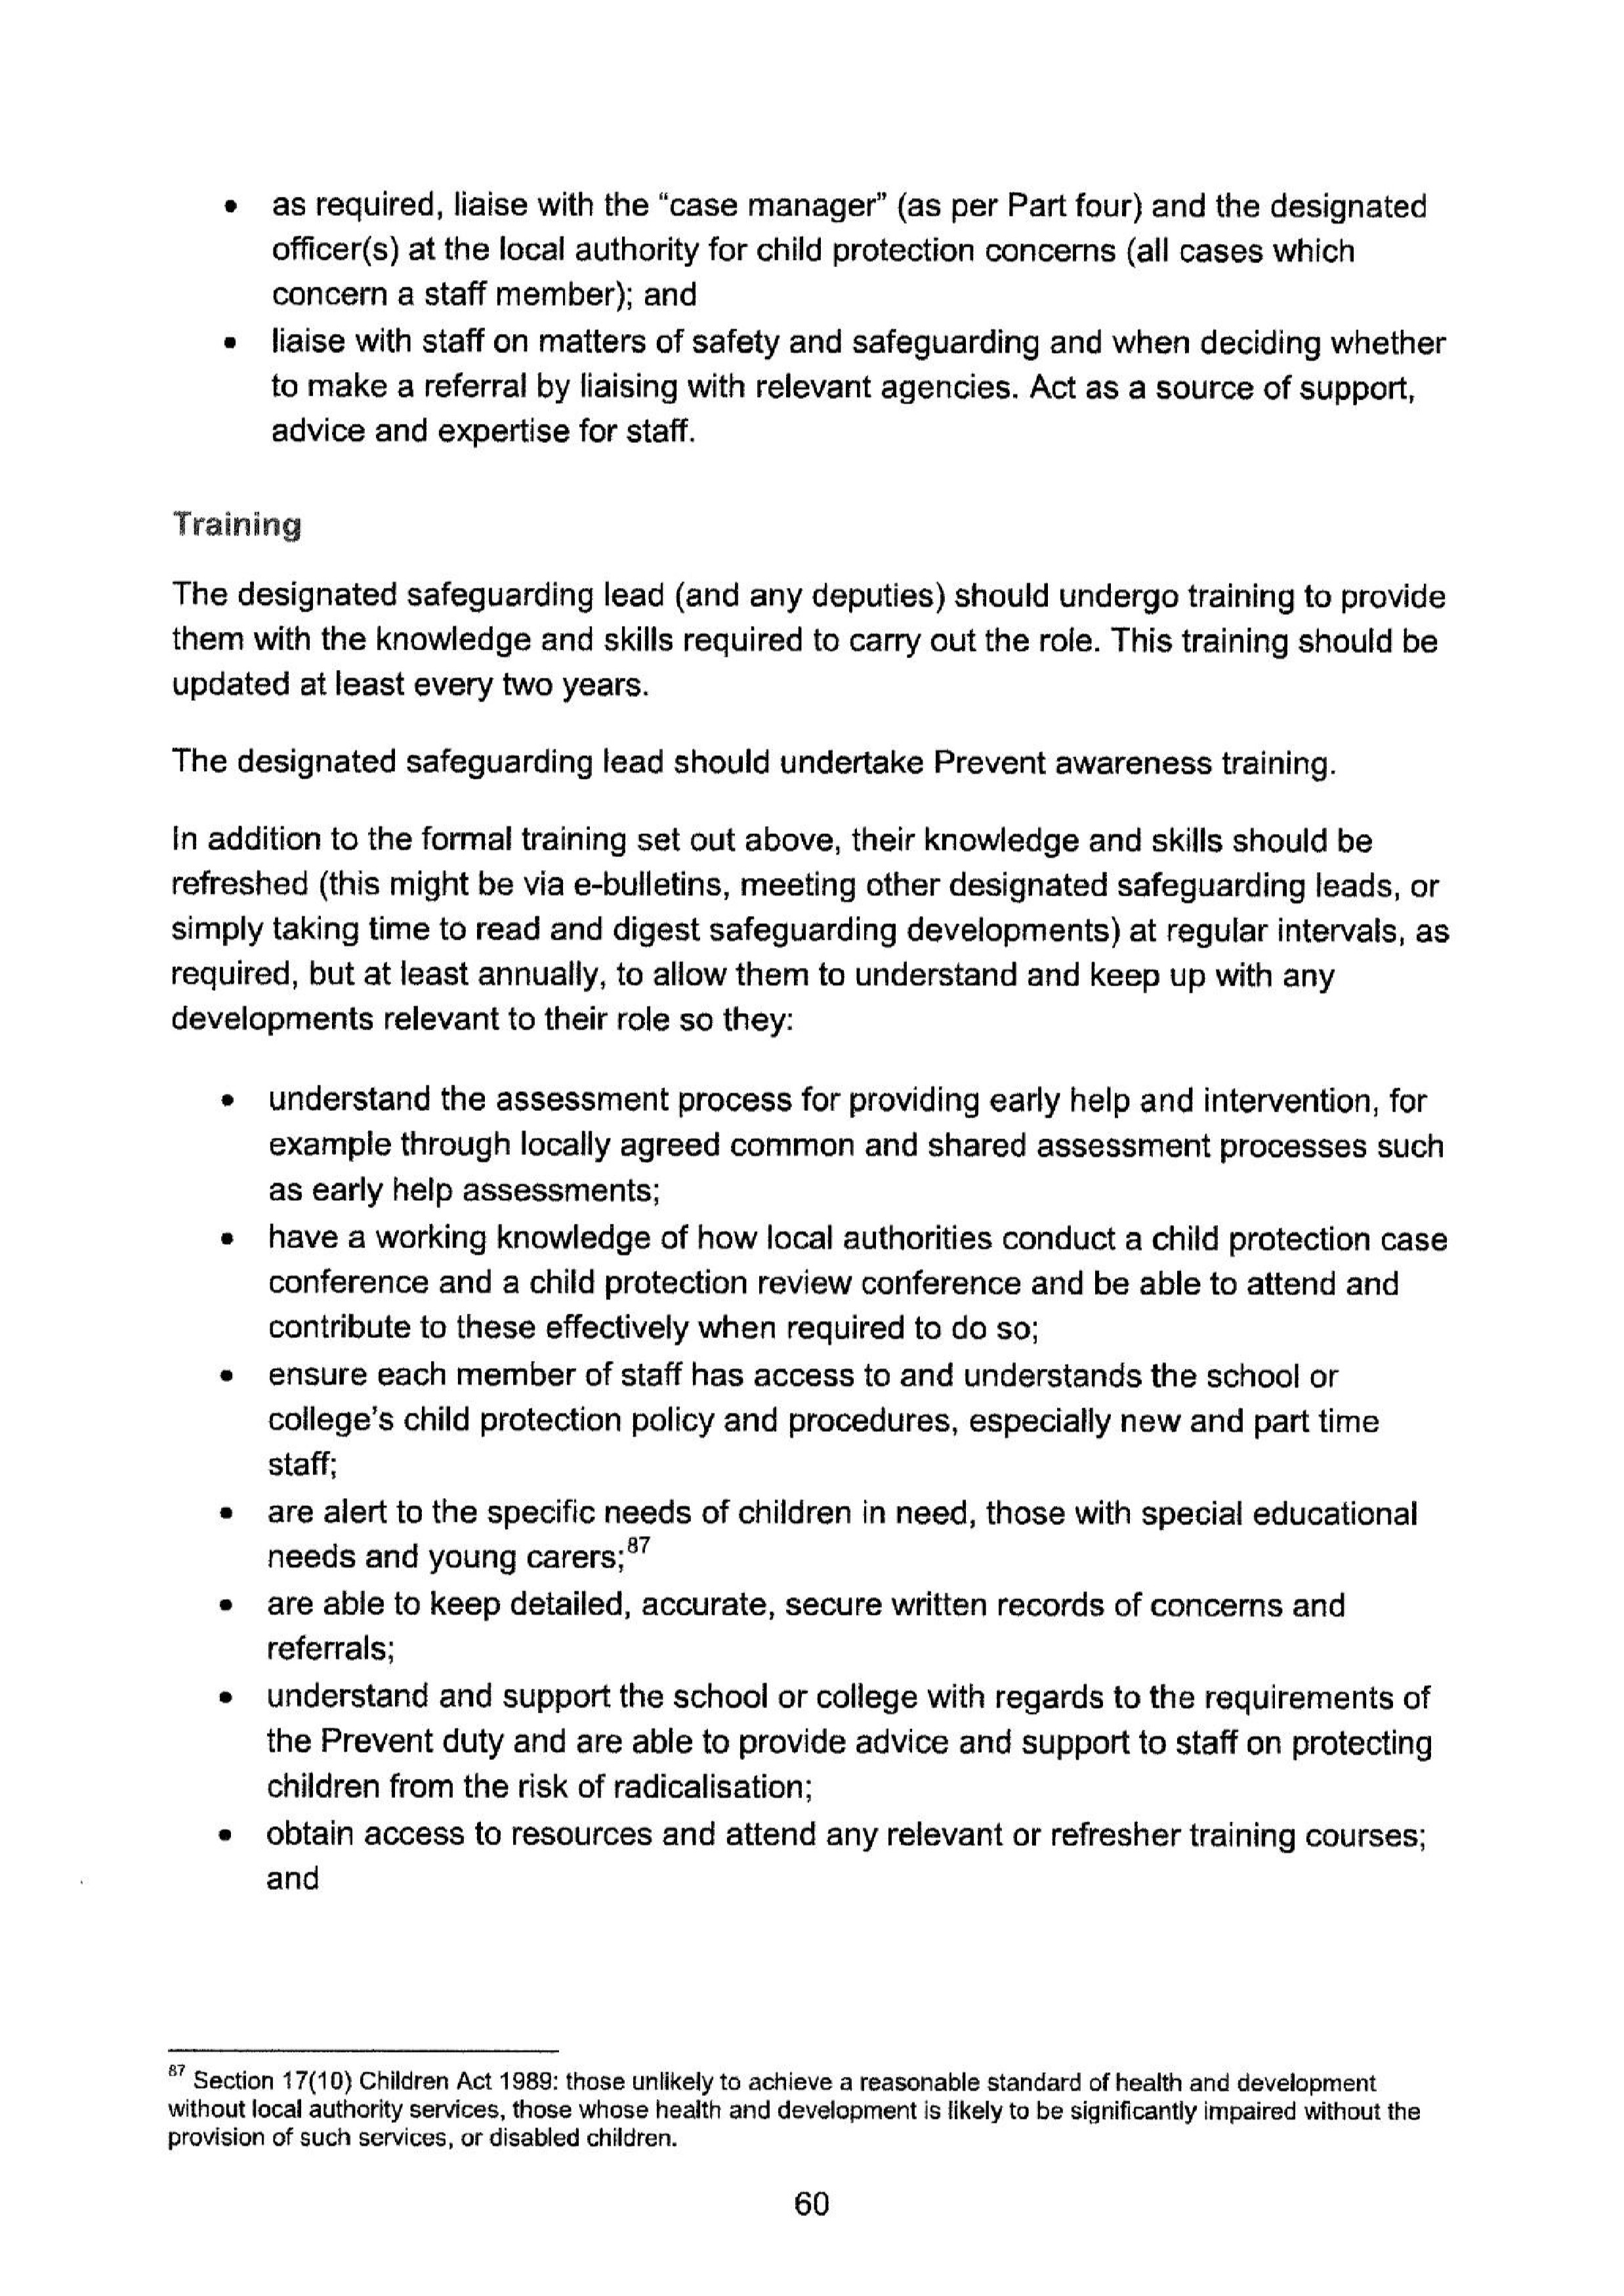 • as required, liaise with the “case manager” (as per Part four) and the designated
officer(s) at the local authority for child protection concerns (all cases which
concern a staff member); and
• liaise with staff on matters of safety and safeguarding and when deciding whether
to make a referral by liaising with relevant agencies. Act as a source of support,
advice and expertise for staff.
Training
The designated safeguarding lead (and any deputies) should undergo training to provide
them with the knowledge and skills required to carry out the role. This training should be
updated at least every two years.
The designated safeguarding lead should undertake Prevent awareness training.
In addition to the formal training set out above, their knowledge and skills should be
refreshed (this might be via e-bulletins, meeting other designated safeguarding leads, or
simply taking time to read and digest safeguarding developments) at regular intervals, as
required, but at least annually, to allow them to understand and keep up with any
developments relevant to their role so they:
• understand the assessment process for providing early help and intervention, for
example through locally agreed common and shared assessment processes such
as early help assessments;
• have a working knowledge of how local authorities conduct a child protection case
conference and a child protection review conference and be able to attend and
contribute to these effectively when required to do so;
• ensure each member of staff has access to and understands the school or
college’s child protection policy and procedures, especially new and part time
staff;
• are alert to the specific needs of children in need, those with special educational
needs and young carers;87
• are able to keep detailed, accurate, secure written records of concerns and
referrals;
• understand and support the school or college with regards to the requirements of
the Prevent duty and are able to provide advice and support to staff on protecting
children from the risk of radicalisation;
• obtain access to resources and attend any relevant or refresher training courses;
and
87 Section 17(10) Children Act 1989: those unlikely to achieve a reasonable standard of health and development
without local authority services, those whose health and development is likely to be significantly impaired without the
provision of such services, or disabled children.
60